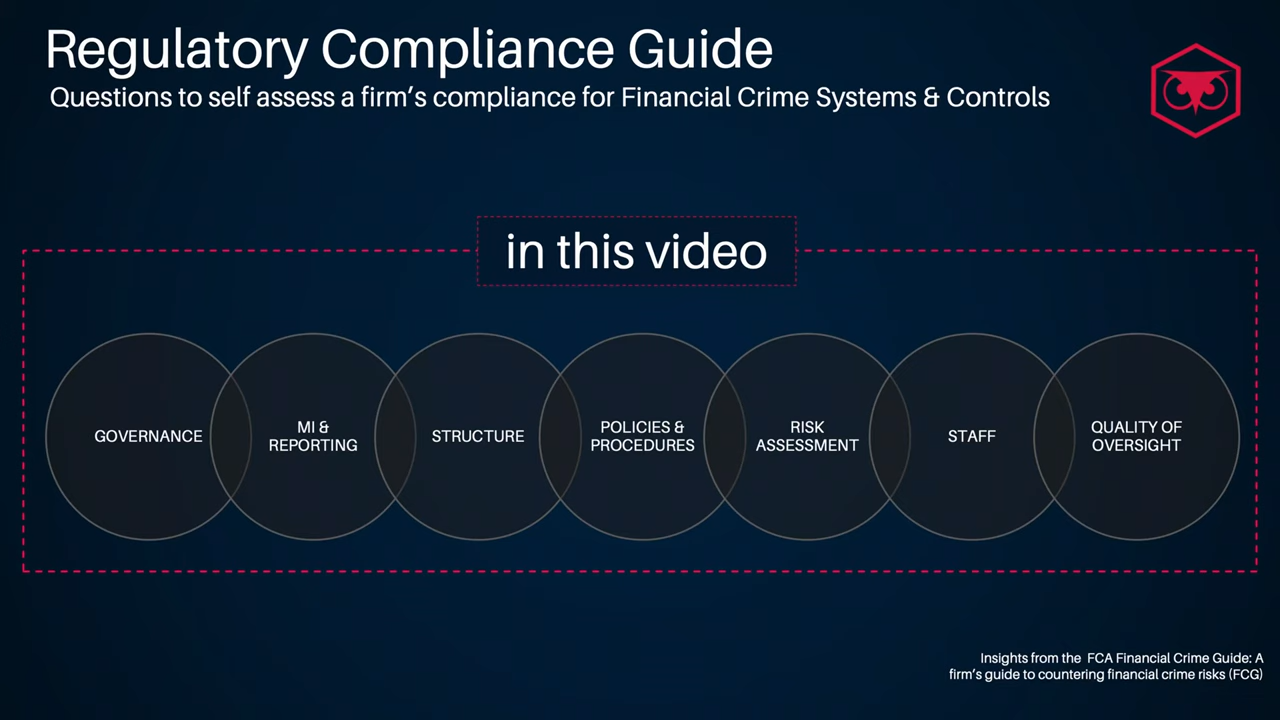 Regulatory Compliance Guide
Questions to self assess a firm's compliance for Financial Crime Systems & Controls
in this video
GOVERNANCE
MI &
REPORTING
STRUCTURE
POLICIES &
PROCEDURES
RISK
ASSESSMENT
STAFF
QUALITY OF
OVERSIGHT
Insights from the FCA Financial Crime Guide: A
firm's guide to countering financial crime risks (FCG)